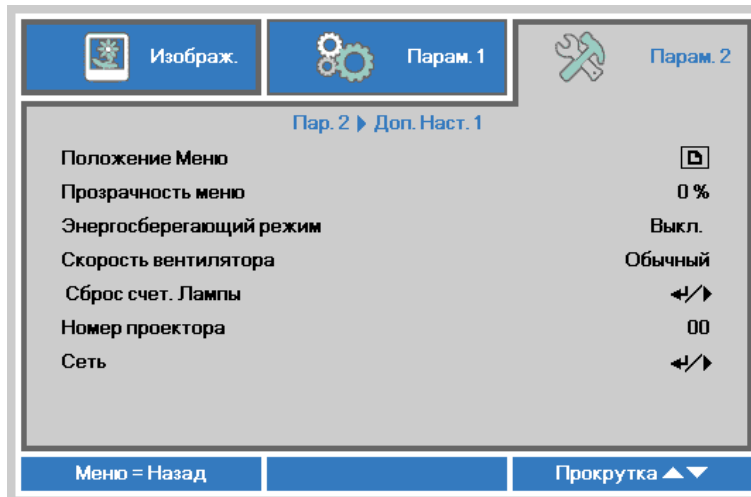 Изображ. Парам. 1 Парам. 2
Пар. 2 Доп. Наст. 1
Положение Меню
Прозрачность меню 0 %
Энергосберегающий режим Выкл.
Скорость вентилятора Обычный
Сброс счет. Лампы
Номер проектора 00
Сеть
Меню = Назад Прокрутка